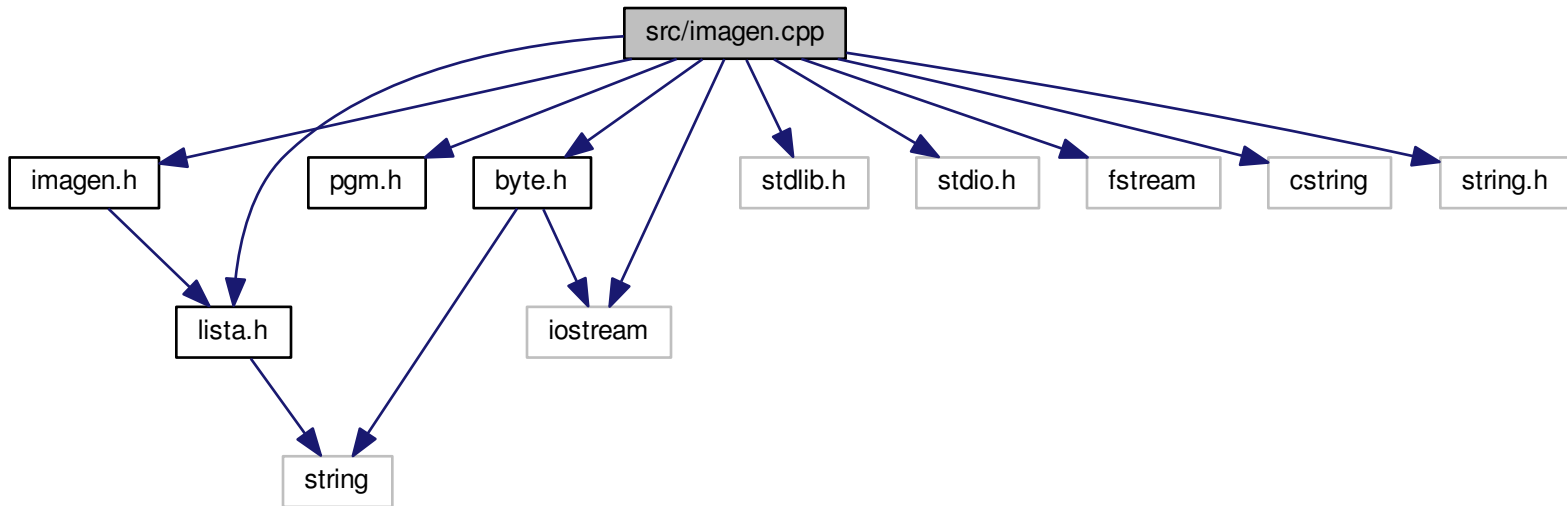 src/imagen.cpp
imagen.h
pgm.h
byte.h
stdlib.h
stdio.h
fstream
cstring
string.h
lista.h
iostream
string